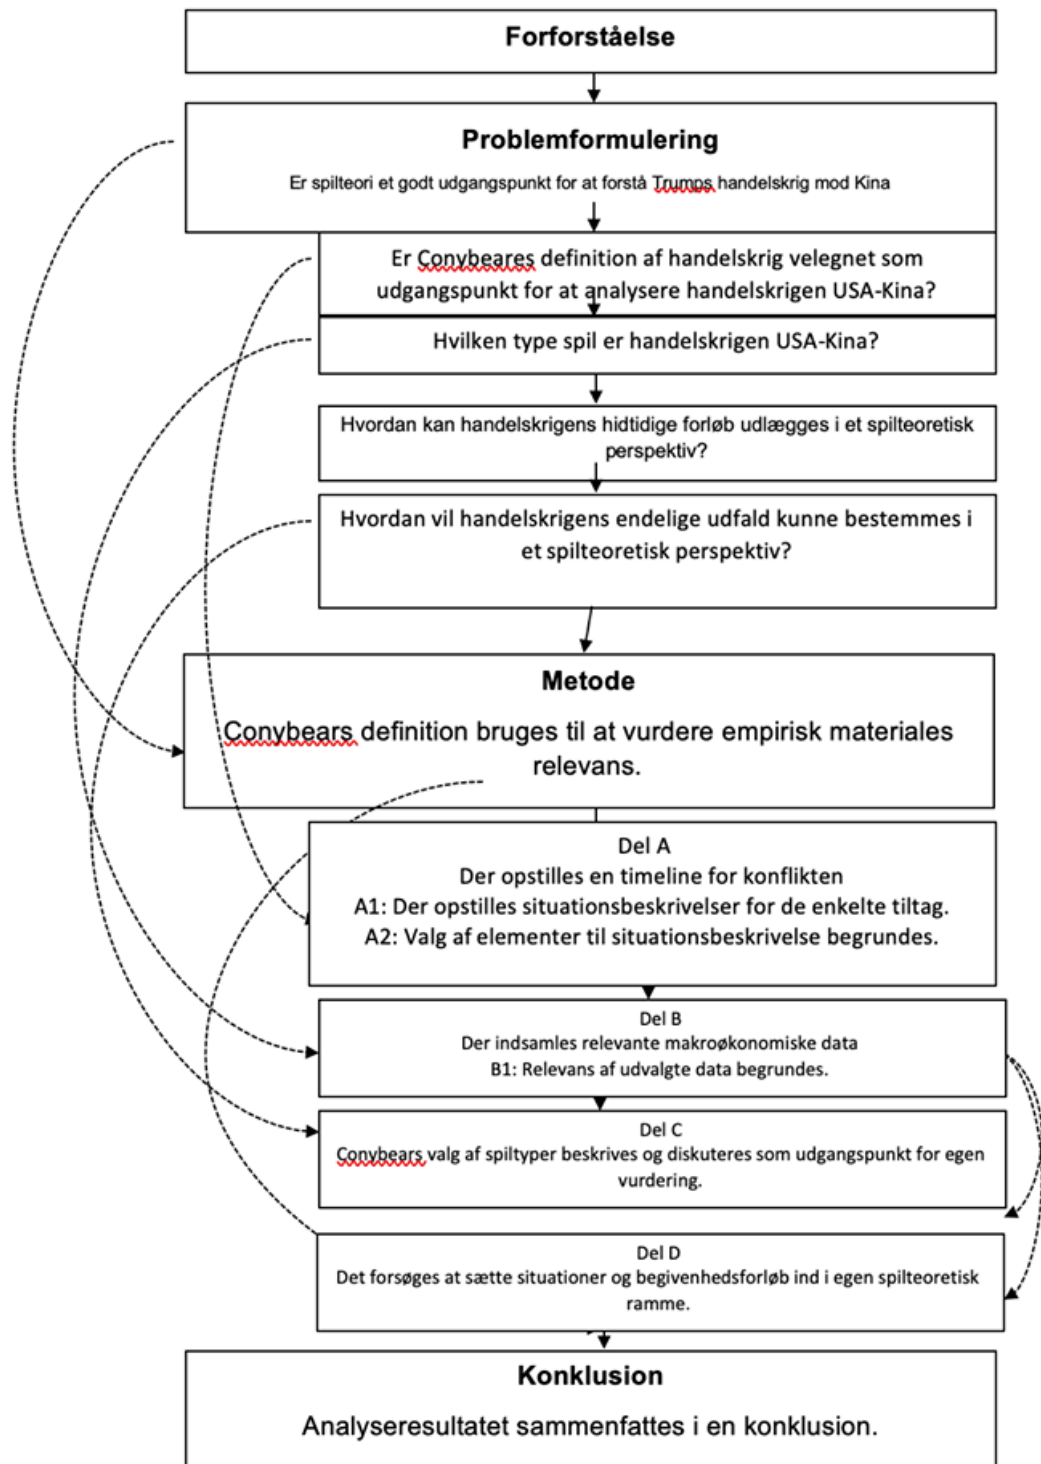 Forforståelse
Problemformulering
Er spilteori et godt udgangspunkt for at forstå Trumps handelskrig mod Kina
Er Conybeares definition af handelskrig velegnet som
udgangspunkt for at analysere handelskrigen USA-Kina?
Hvilken type spil er handelskrigen USA-Kina?
Hvordan kan handelskrigens hidtidige forløb udlægges i et spilteoretisk
perspektiv?
Hvordan vil handelskrigens endelige udfald kunne bestemmes i
et spilteoretisk perspektiv?
Metode
Conybears definition bruges til at vurdere empirisk materiales
relevans.
Del A
Der opstilles en timeline for konflikten
A1: Der opstilles situationsbeskrivelser for de enkelte tiltag.
A2: Valg af elementer til situationsbeskrivelse begrundes.
Del B
Der indsamles relevante makroøkonomiske data
B1: Relevans af udvalgte data begrundes.
Del C
Conybears valg af spiltyper beskrives og diskuteres som udgangspunkt for egen
vurdering.
Del D
Det forsøges at sætte situationer og begivenhedsforløb ind i egen spilteoretisk
ramme.
Konklusion
Analyseresultatet sammenfattes i en konklusion.